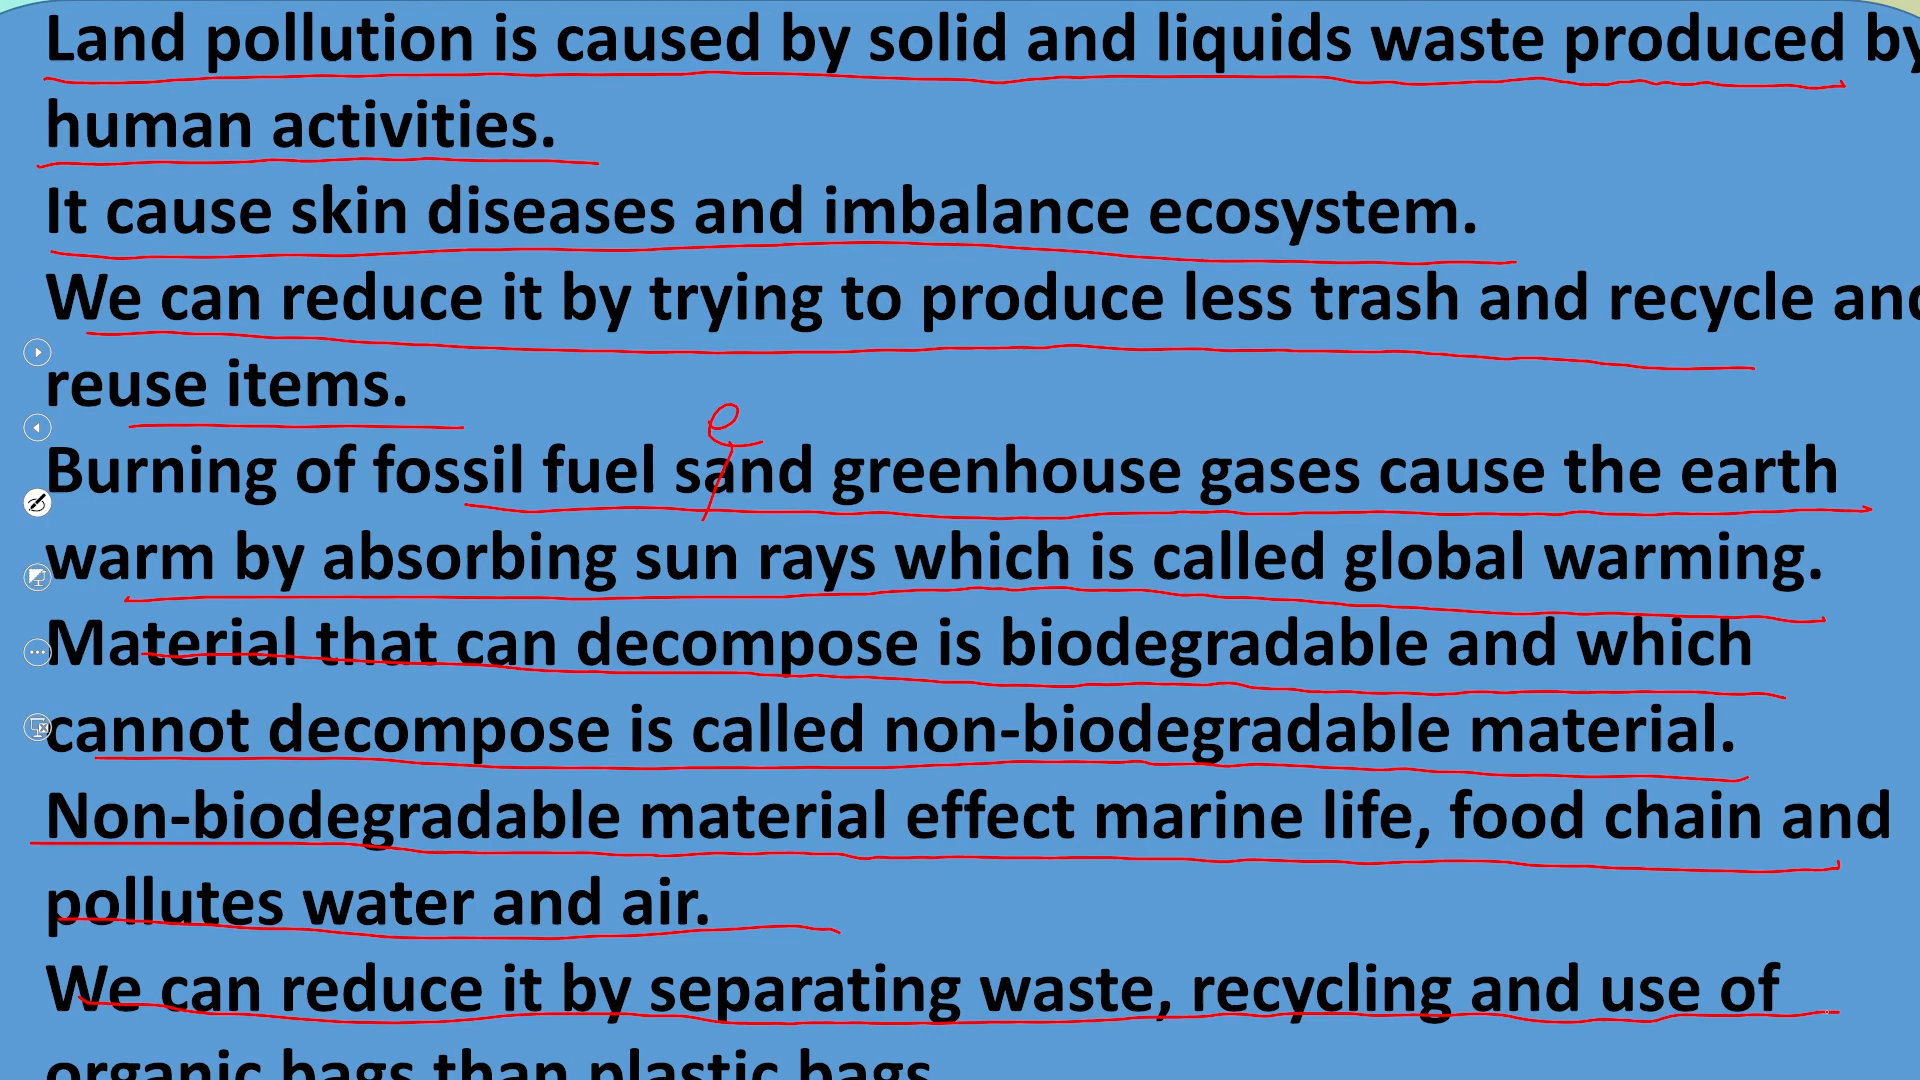 Land pollution is caused by solid and liquids waste produced by
human activities.
It cause skin diseases and imbalance ecosystem.
We can reduce it by trying to produce less trash and recycle and
reuse items.
e
Burning of fossil fuel sand greenhouse gases cause the earth
warm by absorbing sun rays which is called global warming.
Material that can decompose is biodegradable and which
cannot decompose is called non-biodegradable material.
Non-biodegradable material effect marine life, food chain and
pollutes water and air.
We can reduce it by separating waste, recycling and use of
organic bags than plastic bags